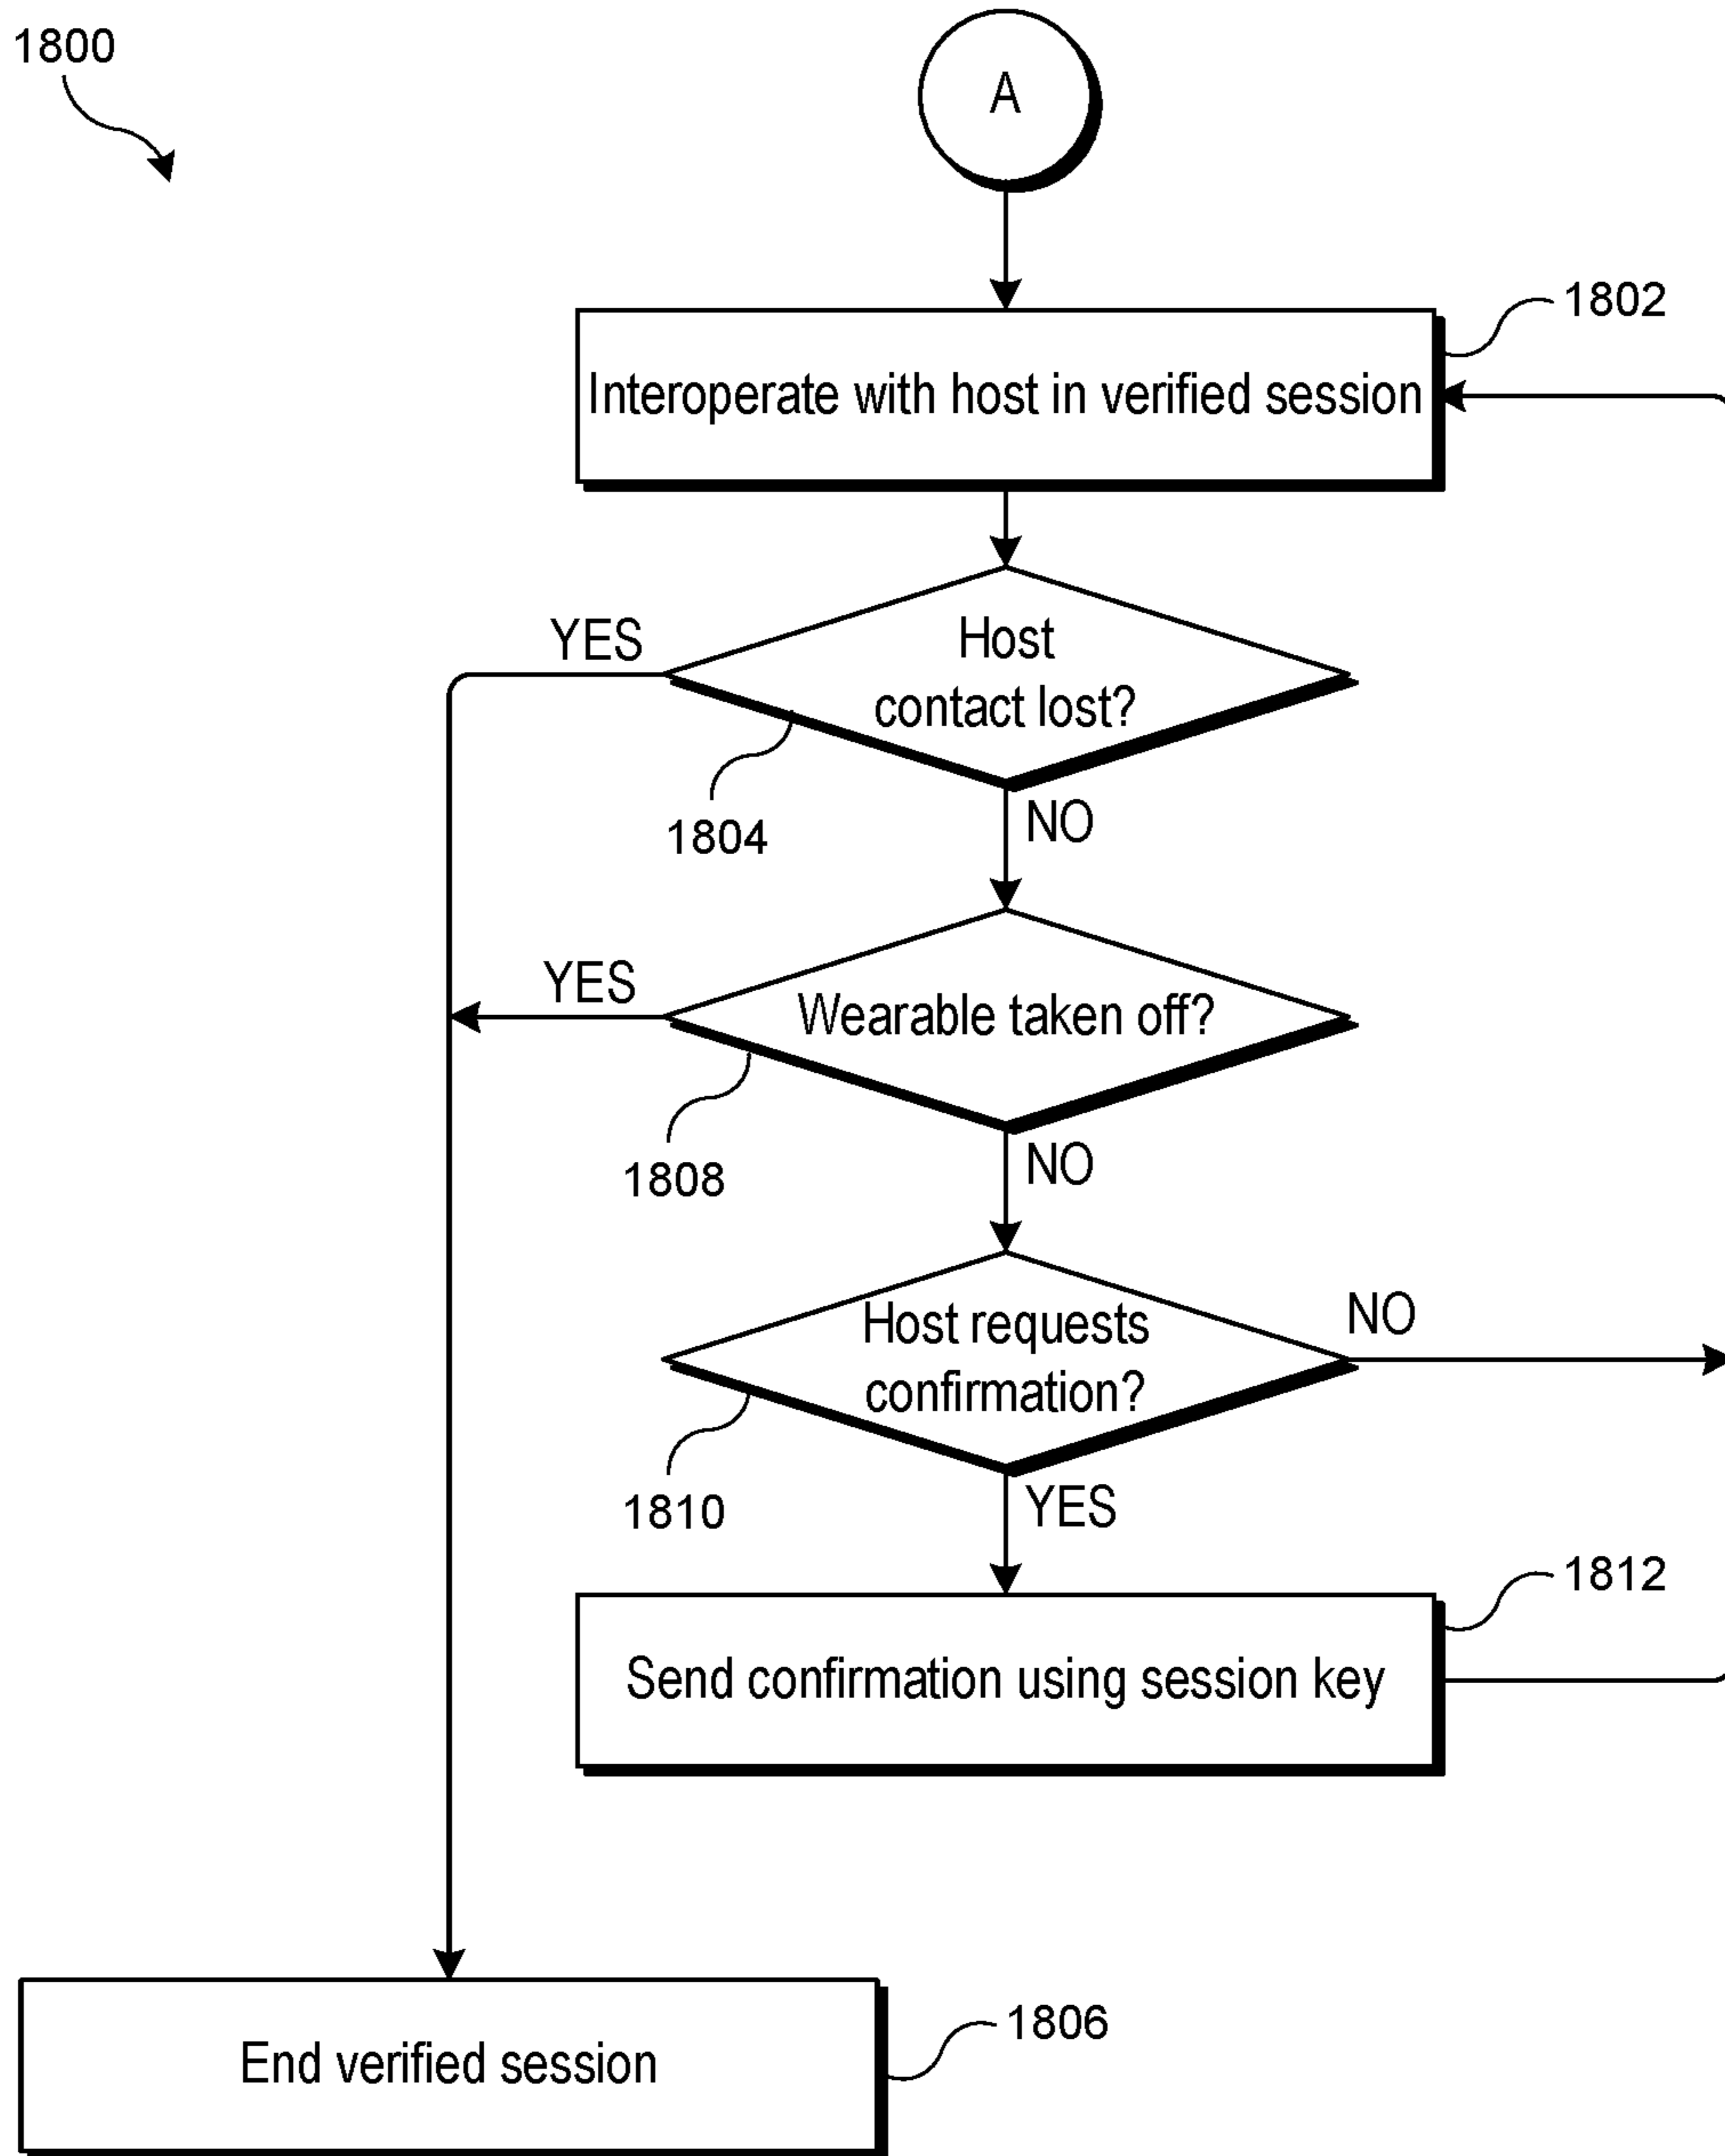 1800
A
1802
Interoperate with host in verified session
YES
Host
contact lost?
1804
NO
YES
Wearable taken off?
1808
NO
Host requests
confirmation?
NO
1810
YES
1812
Send confirmation using session key
1806
End verified session